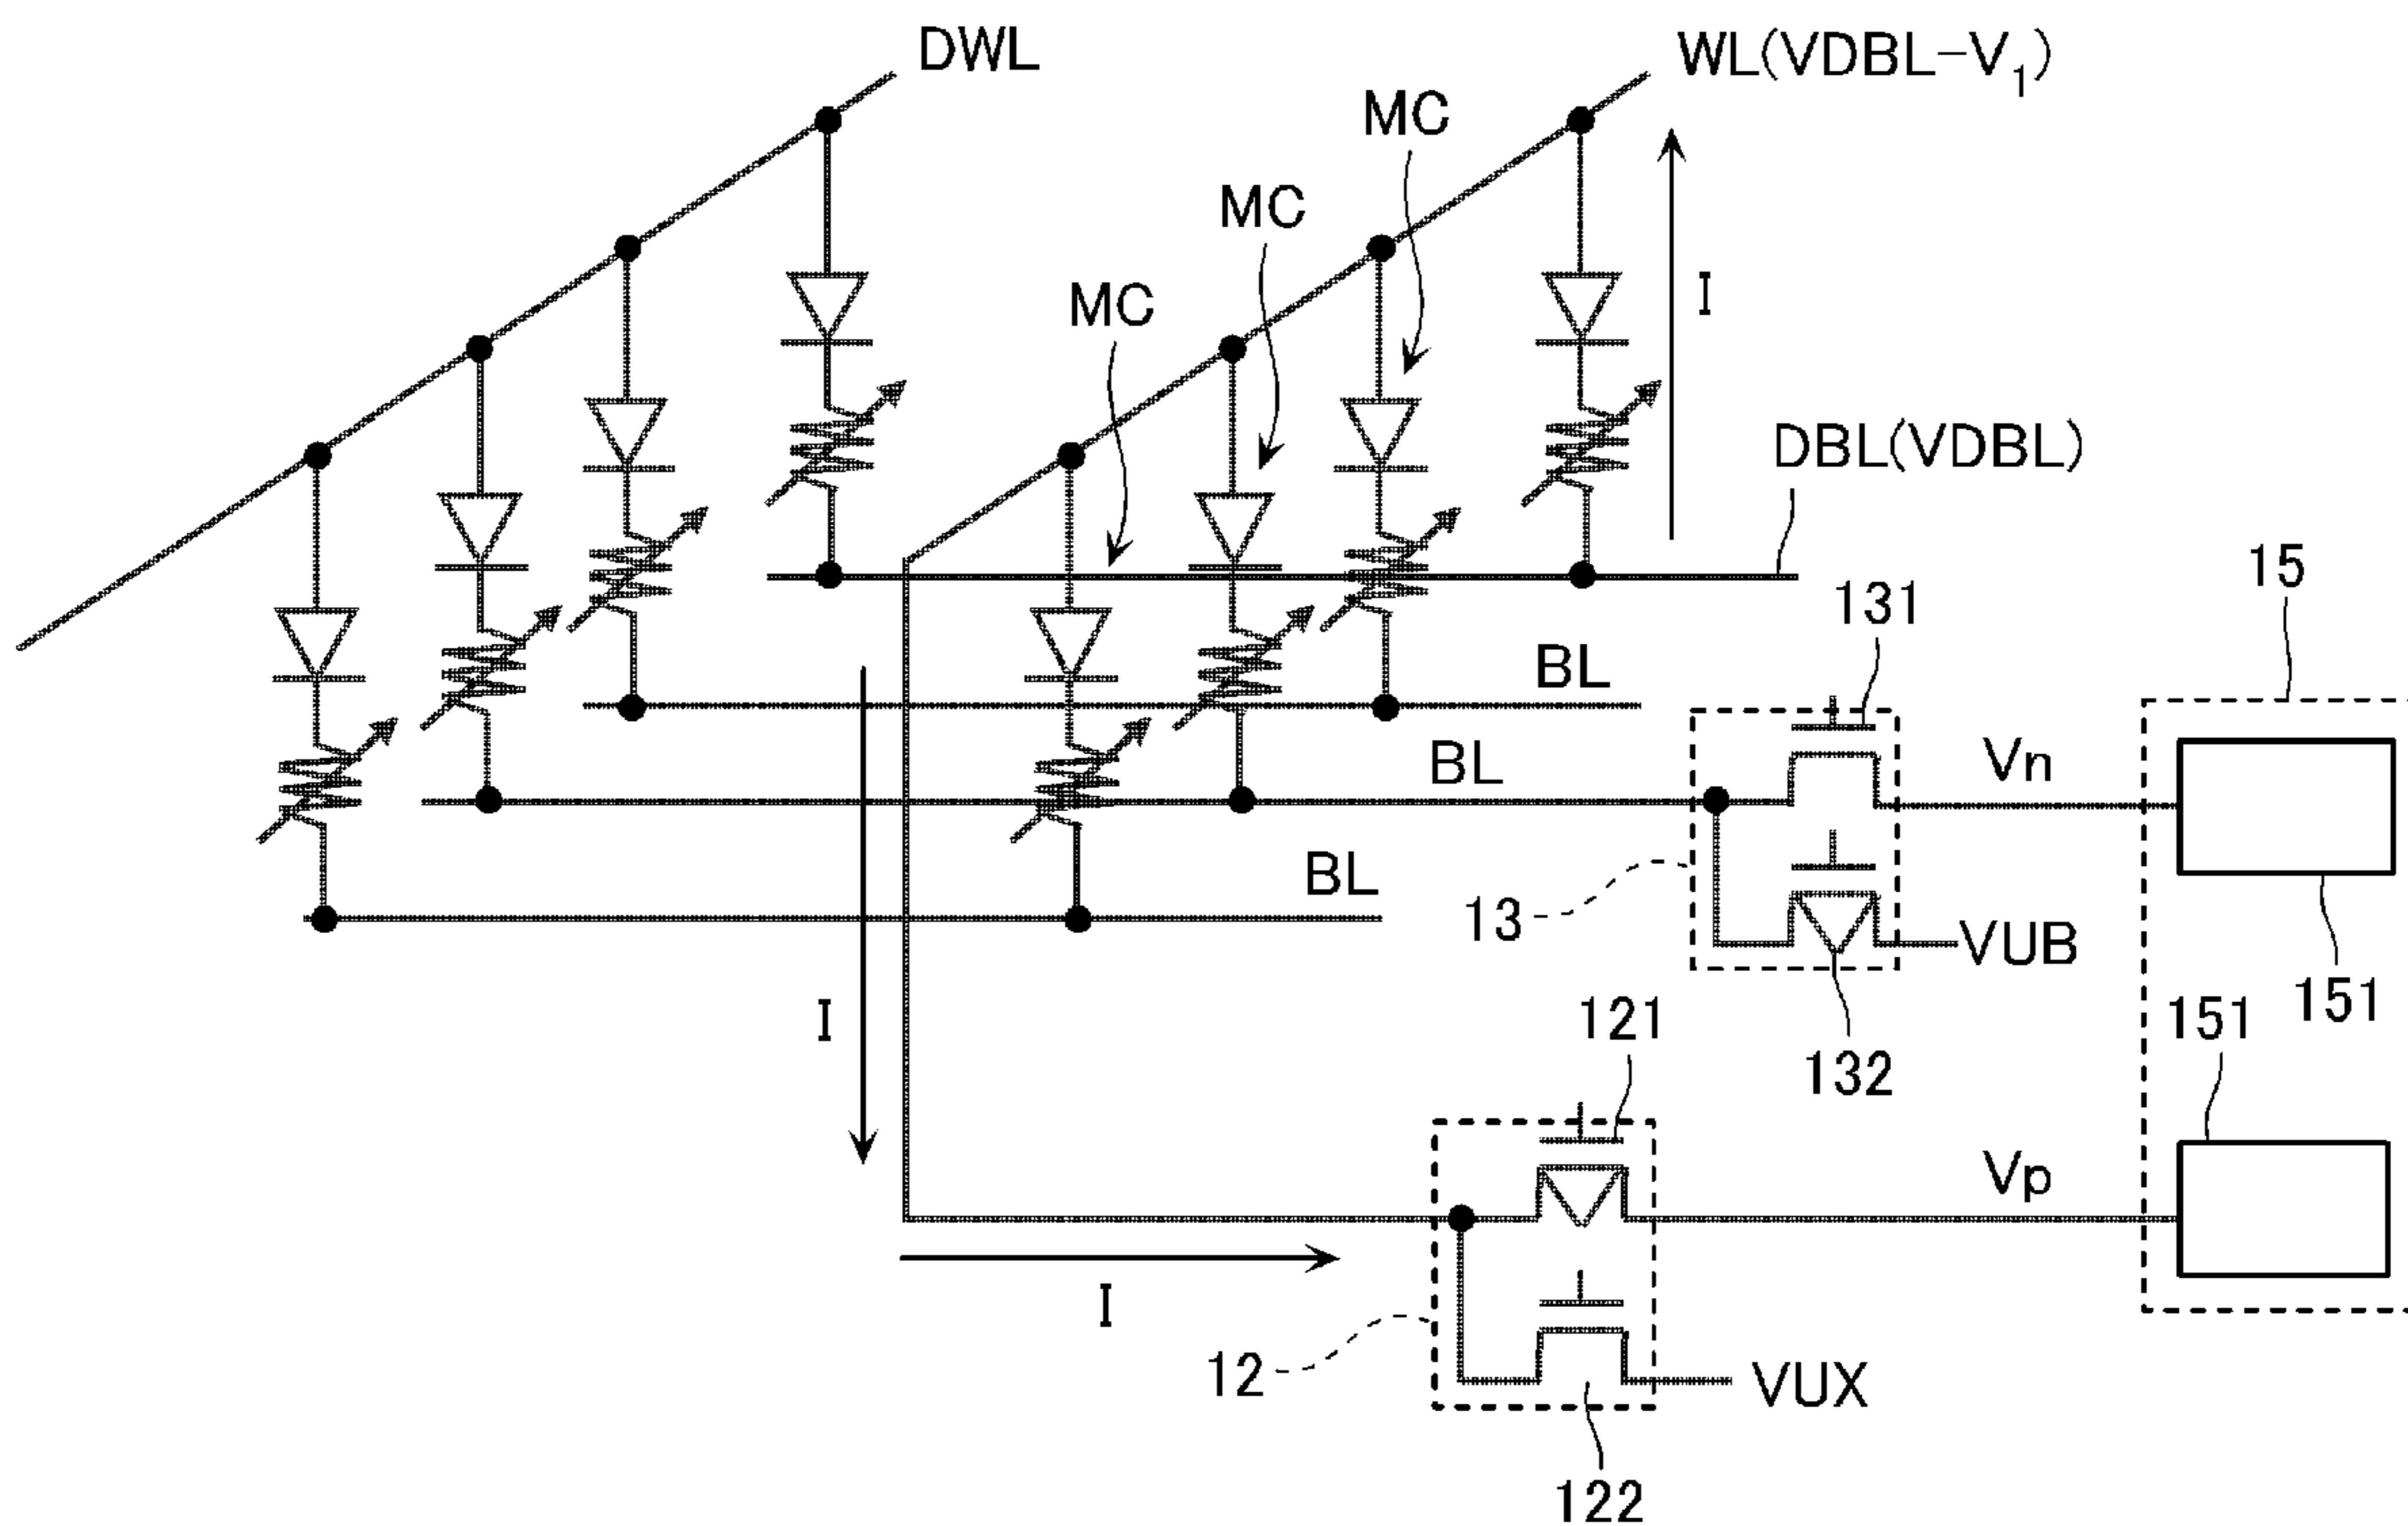 DWL
WL(VDBL-V1)
MC
MC
MC
I
DBL(VDBL)
15
131
BL
Vn
BL
BL
13
VUB
151
I
121
151
132
Vp
I
12
VUX
122